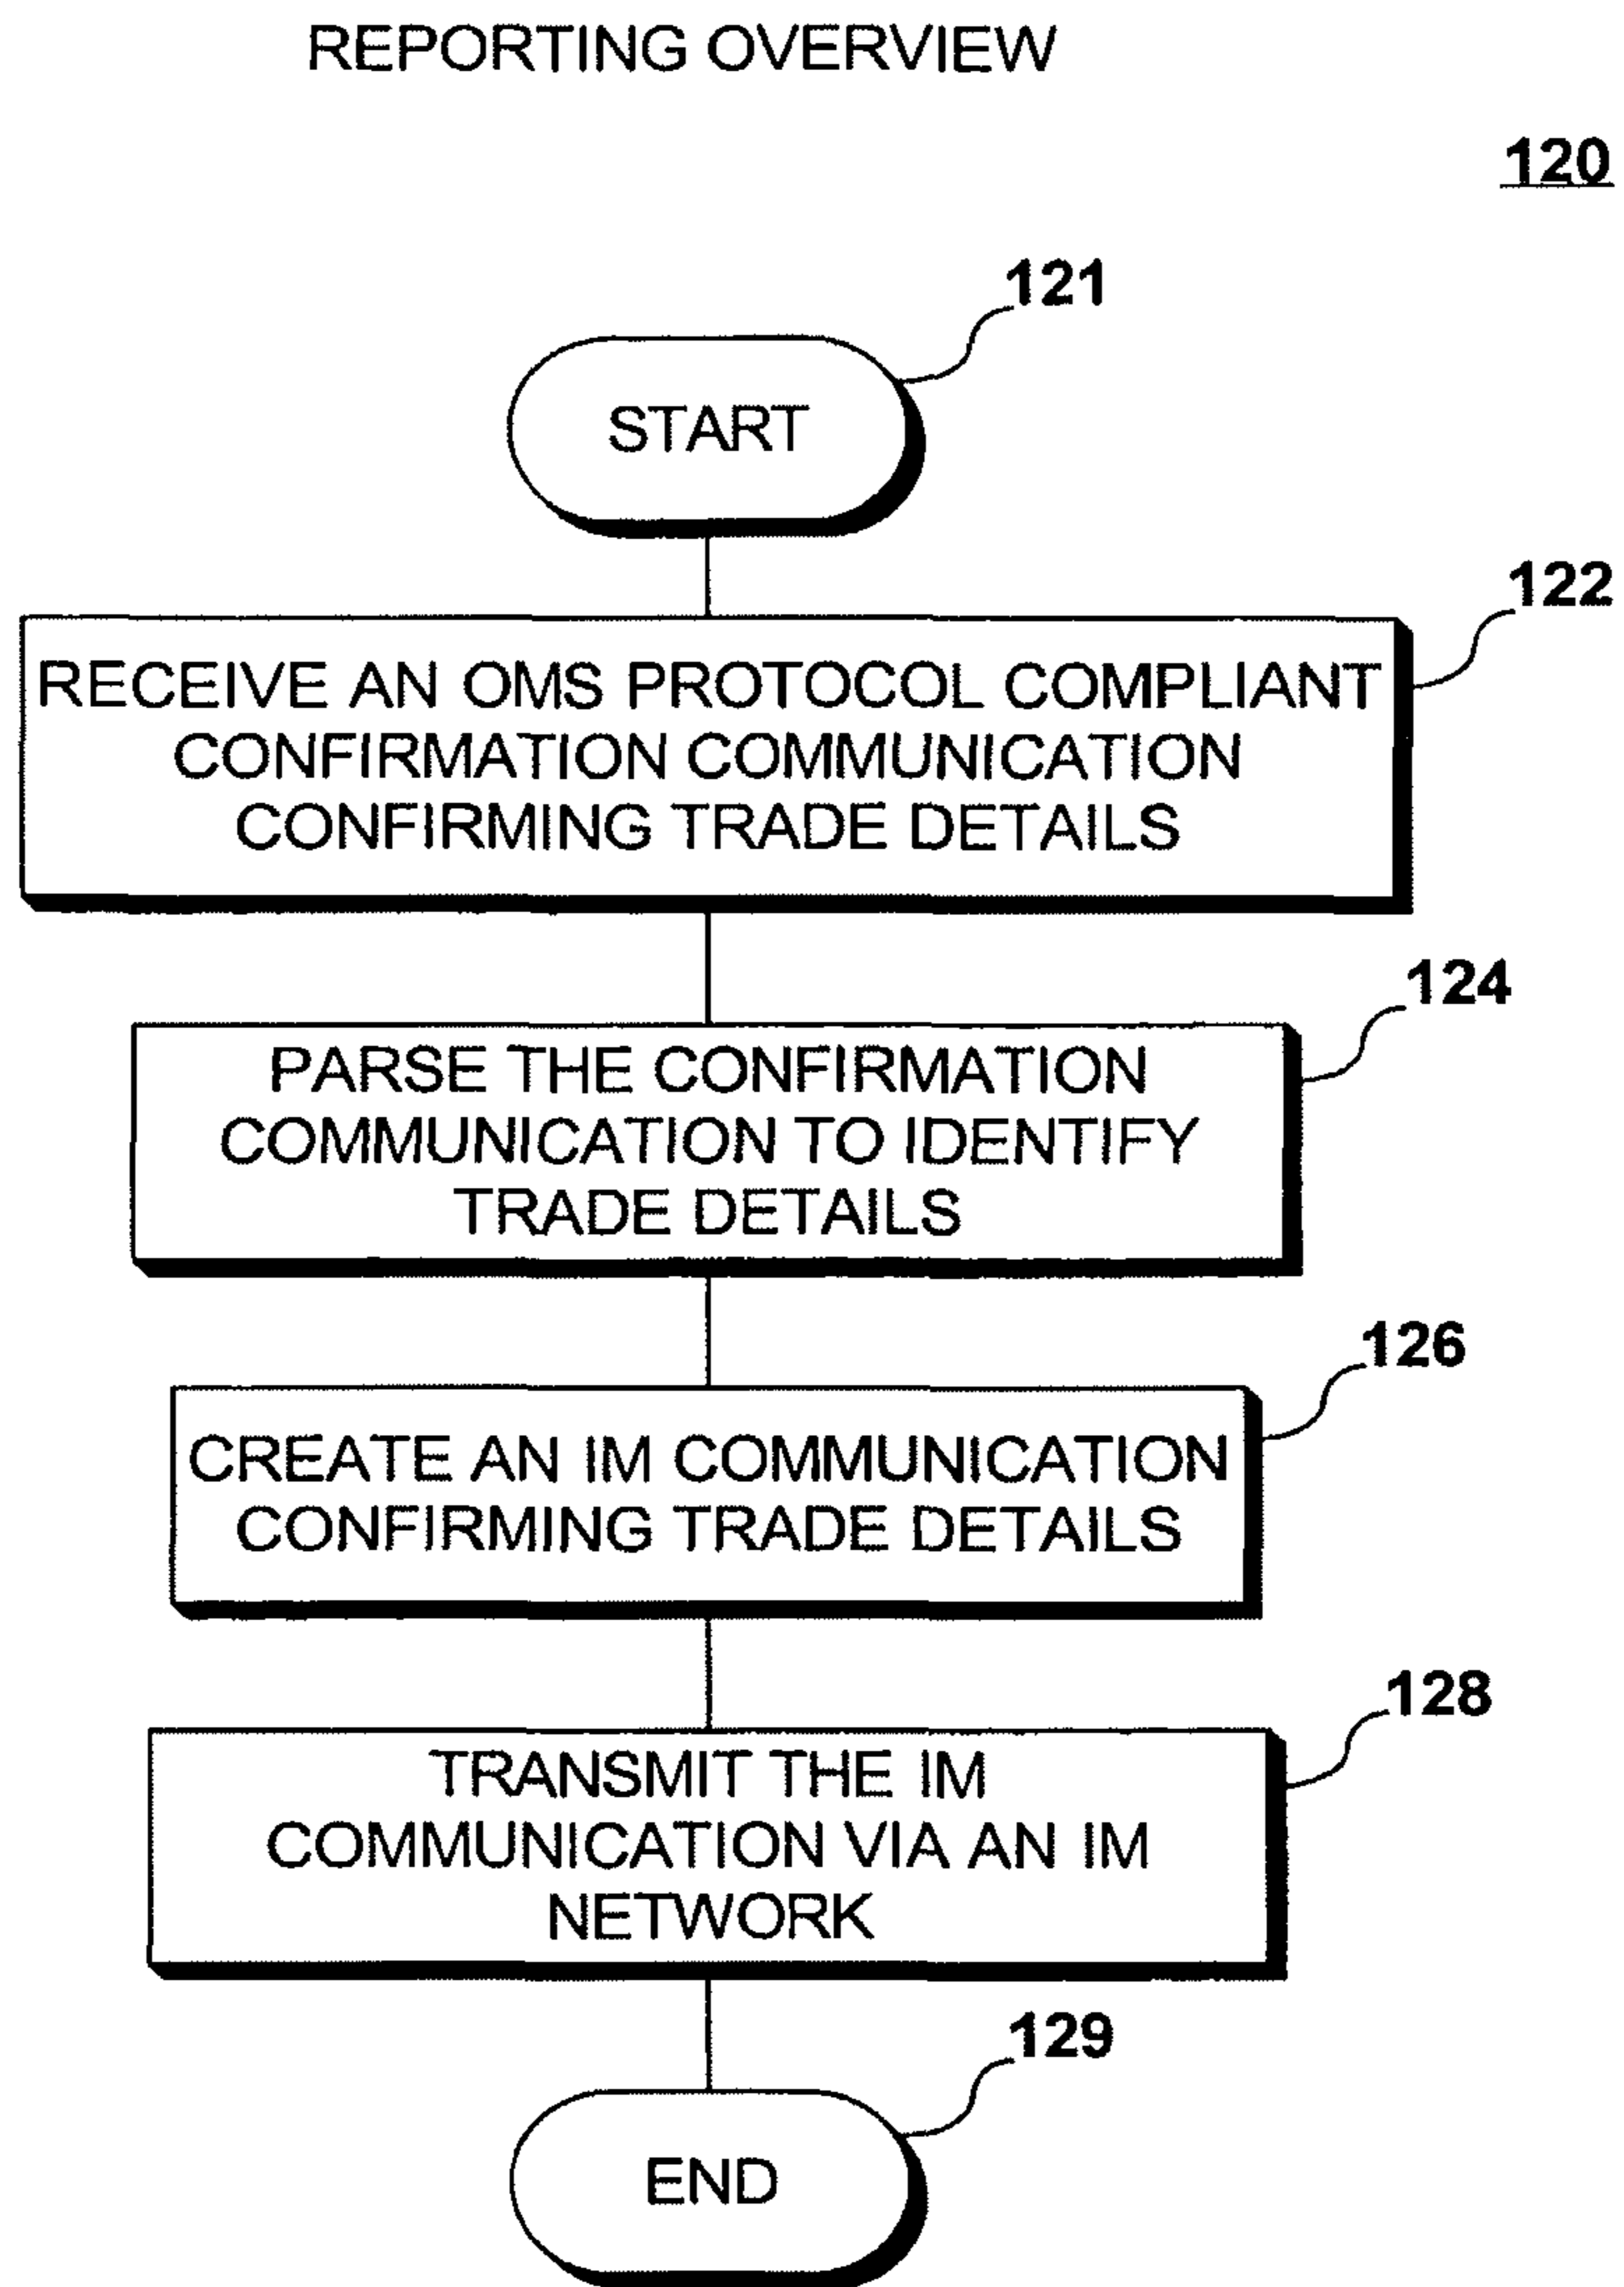 REPORTING OVERVIEW
120
121
START
122
RECEIVE AN OMS PROTOCOL COMPLIANT
CONFIRMATION COMMUNICATION
CONFIRMING TRADE DETAILS
124
PARSE THE CONFIRMATION
COMMUNICATION TO IDENTIFY
TRADE DETAILS
126
CREATE AN IM COMMUNICATION
CONFIRMING TRADE DETAILS
128
TRANSMIT THE IM
COMMUNICATION VIA AN IM
NETWORK
129
END